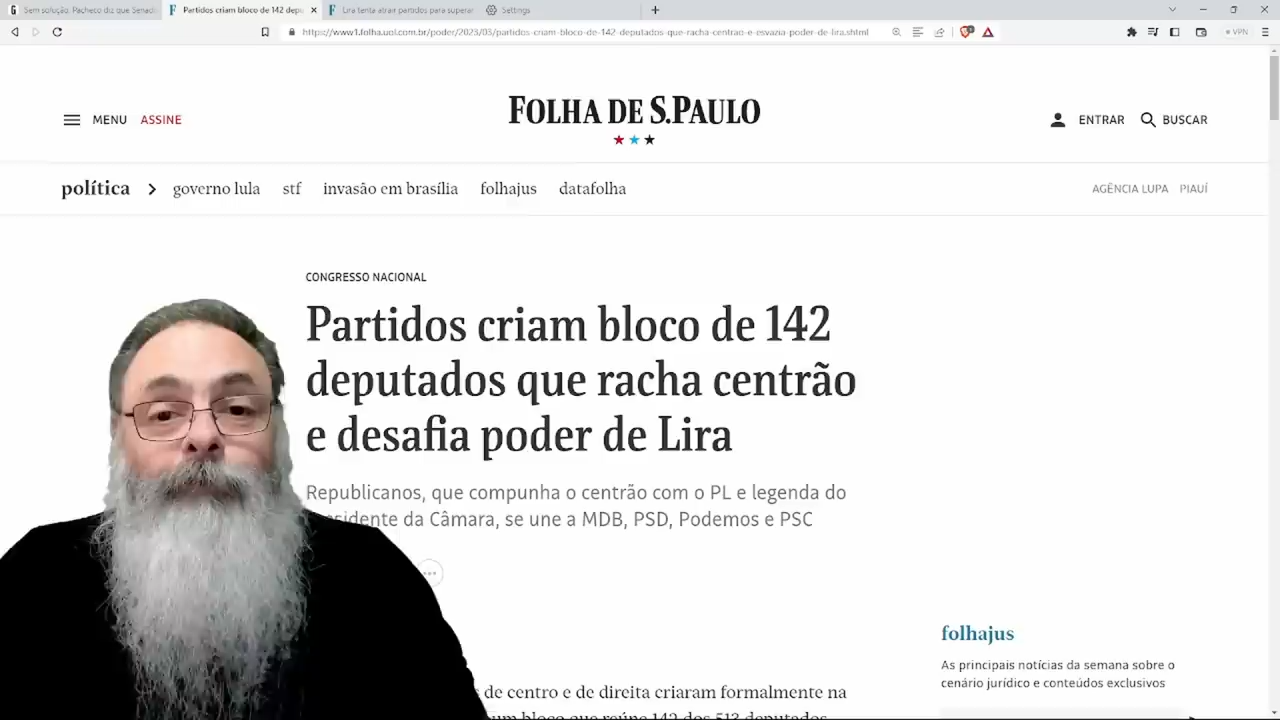 Sem solução, Pacheco diz que Senad
Partidos criam bloco de 142 depu
Lira tenta atrair partidos para superar
Settings
https://www1.folha.uol.com.br/poder/2023/03/partidos-criam-bloco-de-142-deputados-que-racha-centrao-e-esvazia-poder-de-lira.shtml
VPN
MENU ASSINE
FOLHA DE S.PAULO
ENTRAR BUSCAR
política governo lula stf invasão em brasília folhajus datafolha
AGÊNCIA LUPA PIAUÍ
CONGRESSO NACIONAL
Partidos criam bloco de 142
deputados que racha centrão
e desafia poder de Lira
Republicanos, que compunha o centrão com o PL e legenda do
da Câmara, se une a MDB, PSD, Podemos e PSC
folhajus
As principais notícias da semana sobre o
cenário jurídico e conteúdos exclusivos
de centro e de direita criaram formalmente na
um bloco que reúne 142 dos 513 deputados